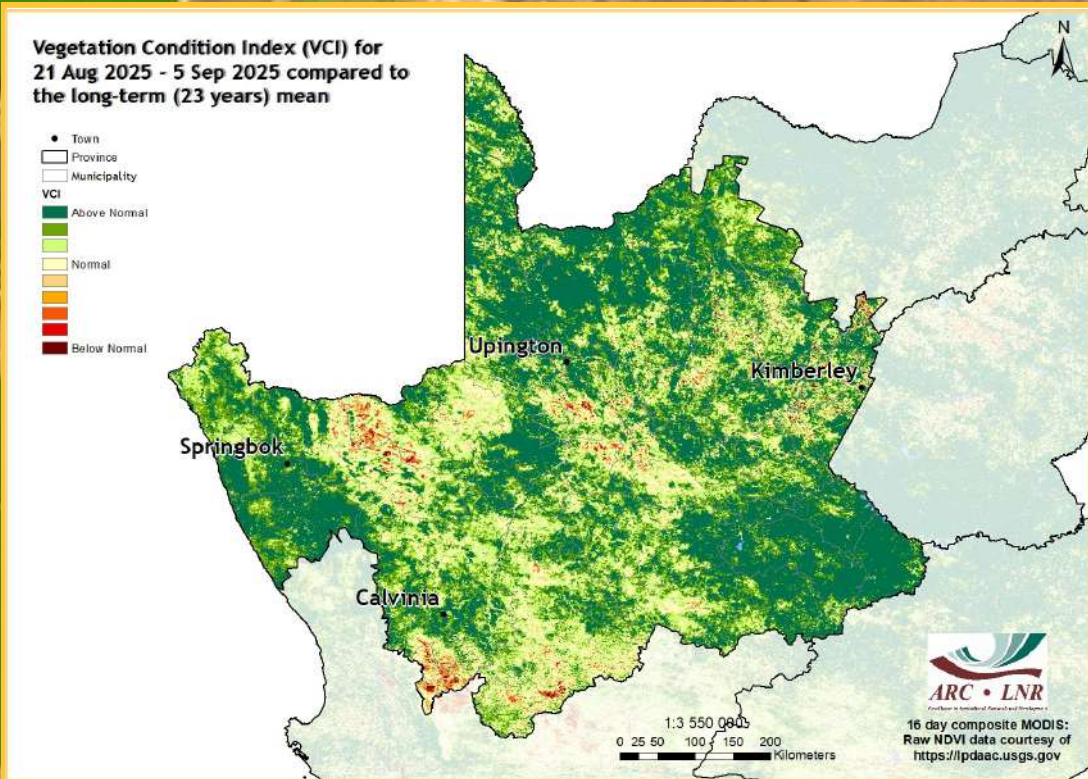 Vegetation Condition Index (VCI) for
21 Aug 2025 - 5 Sep 2025 compared to
the long-term (23 years) mean
N
Town
Province
Municipality
VCI
Above Normal
Normal
Below Normal
Upington
Kimberley
Springbok
Calvinia
ARC • LNR
1:3 550 000
0 25 50 100 150 200
Kilometers
16 day composite MODIS:
Raw NDVI data courtesy of
https://lpdaac.usgs.gov